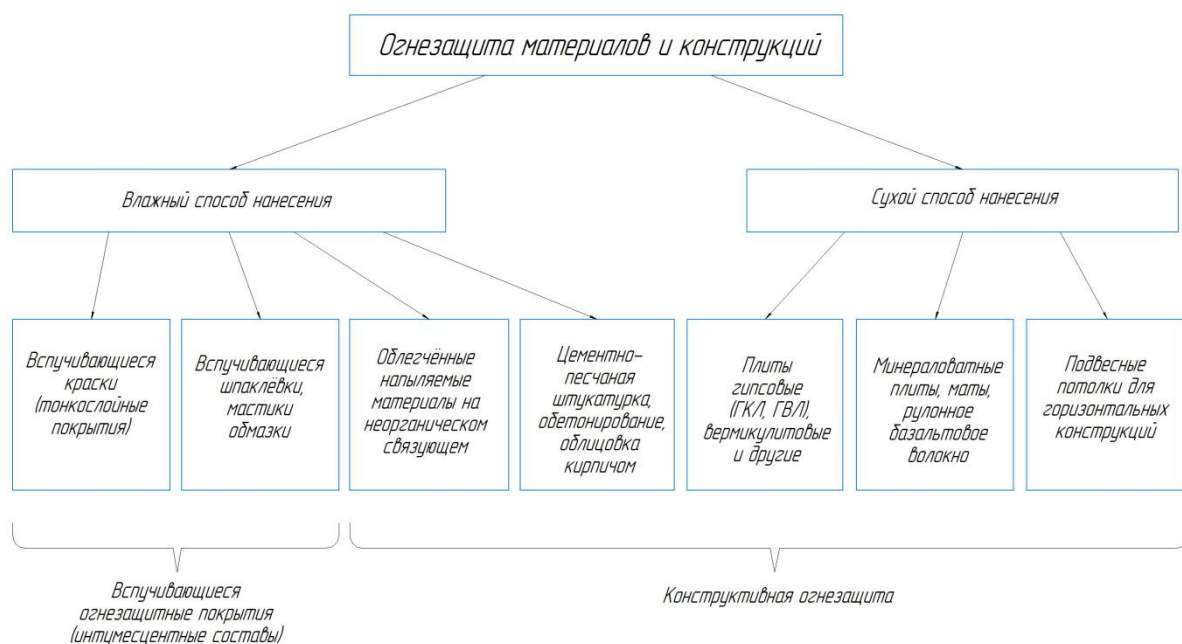 Огнезащита материалов и конструкций
Влажный способ нанесения
Сухой способ нанесения
Вспучивающиеся
краски
(тонкослойные
покрытия)
Вспучивающиеся
шпаклёвки,
мастики
обмазки
Облегчённые
напыляемые
материалы на
неорганическом
связующем
Цементно-
песчаная
штукатурка,
обетонирование,
облицовка
кирпичом
Плиты
гипсовые
(ГКЛ, ГВЛ),
вермикулитовые
и другие
Минераловатные
плиты, маты,
рулонное
базальтовое
волокно
Подвесные
потолки для
горизонтальных
конструкций
Вспучивающиеся
огнезащитные покрытия
(интумесцентные составы)
Конструктивная огнезащита